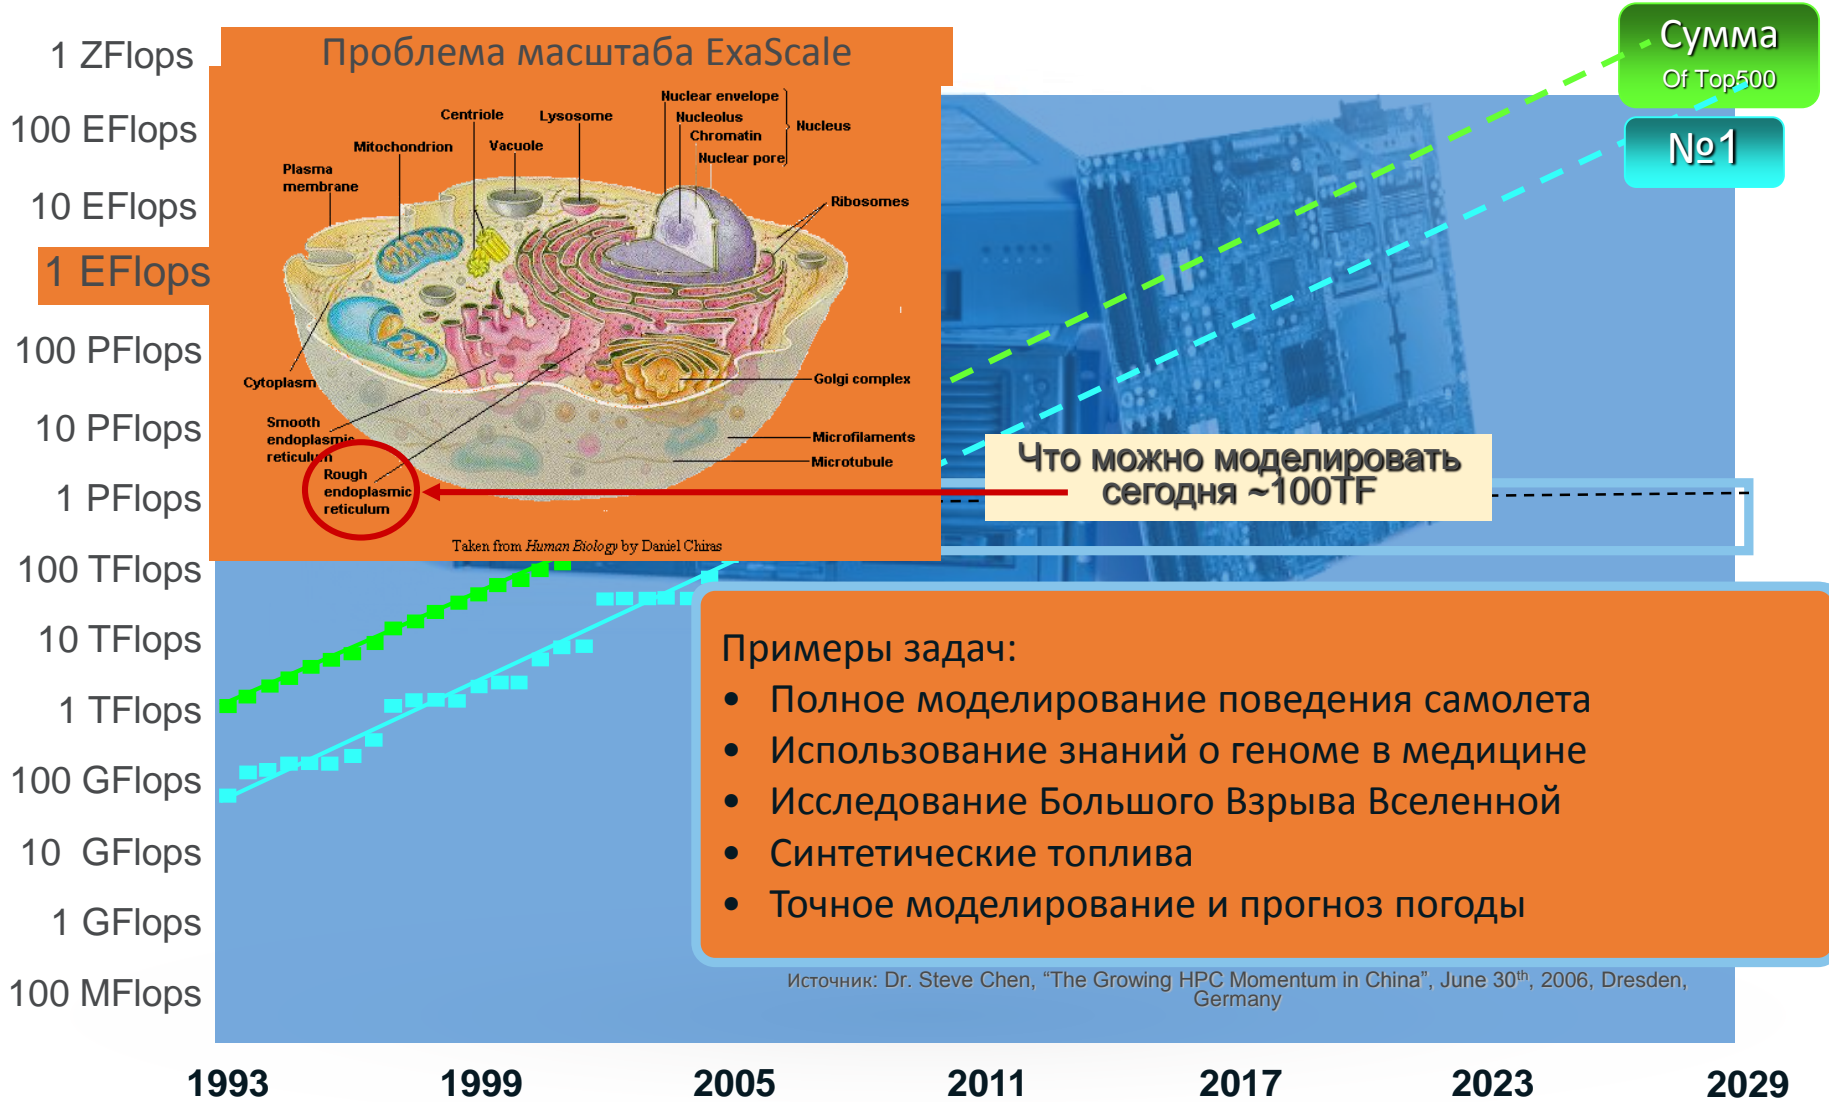 Проблема масштаба ExaScale
1 ZFlops
100 EFlops
10 EFlops
1 EFlops
100 PFlops
10 PFlops
1 PFlops
100 TFlops
10 TFlops
1 TFlops
100 GFlops
10 GFlops
1 GFlops
100 MFlops
Nuclear envelope
Nucleolus
Chromatin
Nuclear pore
Nucleus
Centriole
Lysosome
Mitochondrion
Vacuole
Plasma
membrane
Ribosomes
Cytoplasm
Golgi complex
Smooth
endoplasmic
reticulum
Rough
endoplasmic
reticulum
Microfilaments
Microtubule
Taken from Human Biology by Daniel Chiras
Сумма
Of Top500
№1
Что можно моделировать
сегодня ~100TF
Примеры задач:
• Полное моделирование поведения самолета
• Использование знаний о геноме в медицине
• Исследование Большого Взрыва Вселенной
• Синтетические топлива
• Точное моделирование и прогноз погоды
Источник: Dr. Steve Chen, “The Growing HPC Momentum in China”, June 30th, 2006, Dresden,
Germany
1993 1999 2005 2011 2017 2023 2029